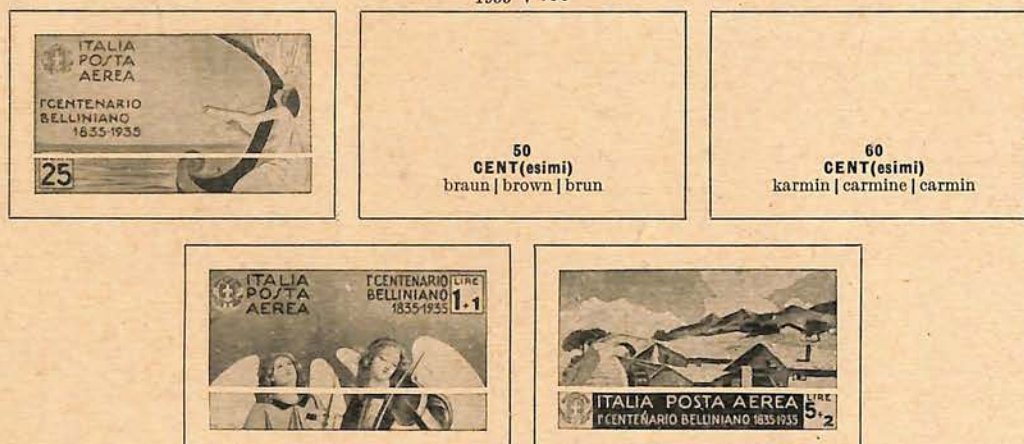 ITALIA
POSTA
AEREA
I° CENTENARIO
BELLINIANO
1835-1935
25
50
CENT(esimi)
braun | brown | brun
60
CENT(esimi)
karmin | carmine | carmin
ITALIA
POSTA
AEREA
I° CENTENARIO
BELLINIANO
1835-1935
LIRE
1+1
ITALIA POSTA AEREA
I° CENTENARIO BELLINIANO 1835 1935
LIRE
5+2